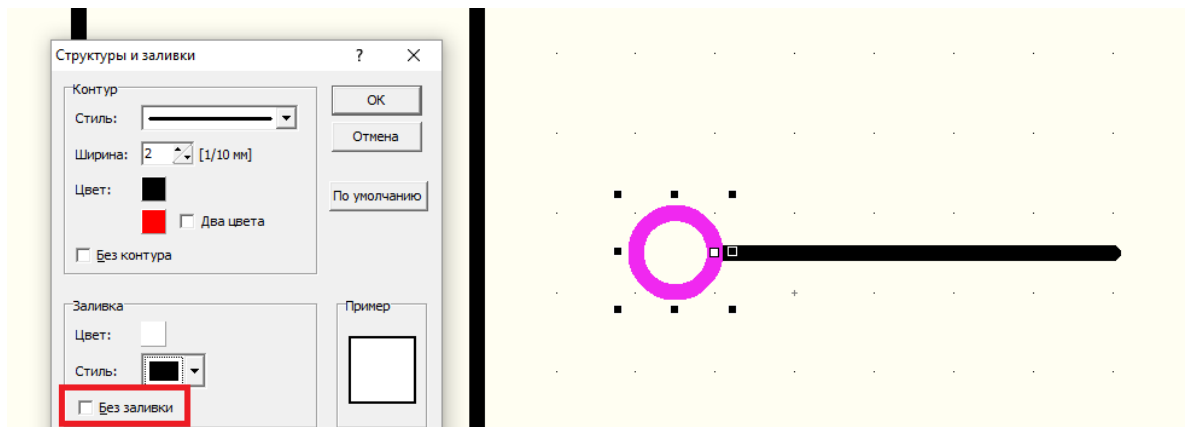 Структуры и заливки ? ×
Контур
Стиль:
Ширина: 2 [1/10 мм]
Цвет:
Два цвета
Без контура
ОК
Отмена
По умолчанию
Заливка
Цвет:
Стиль:
Без заливки
Пример